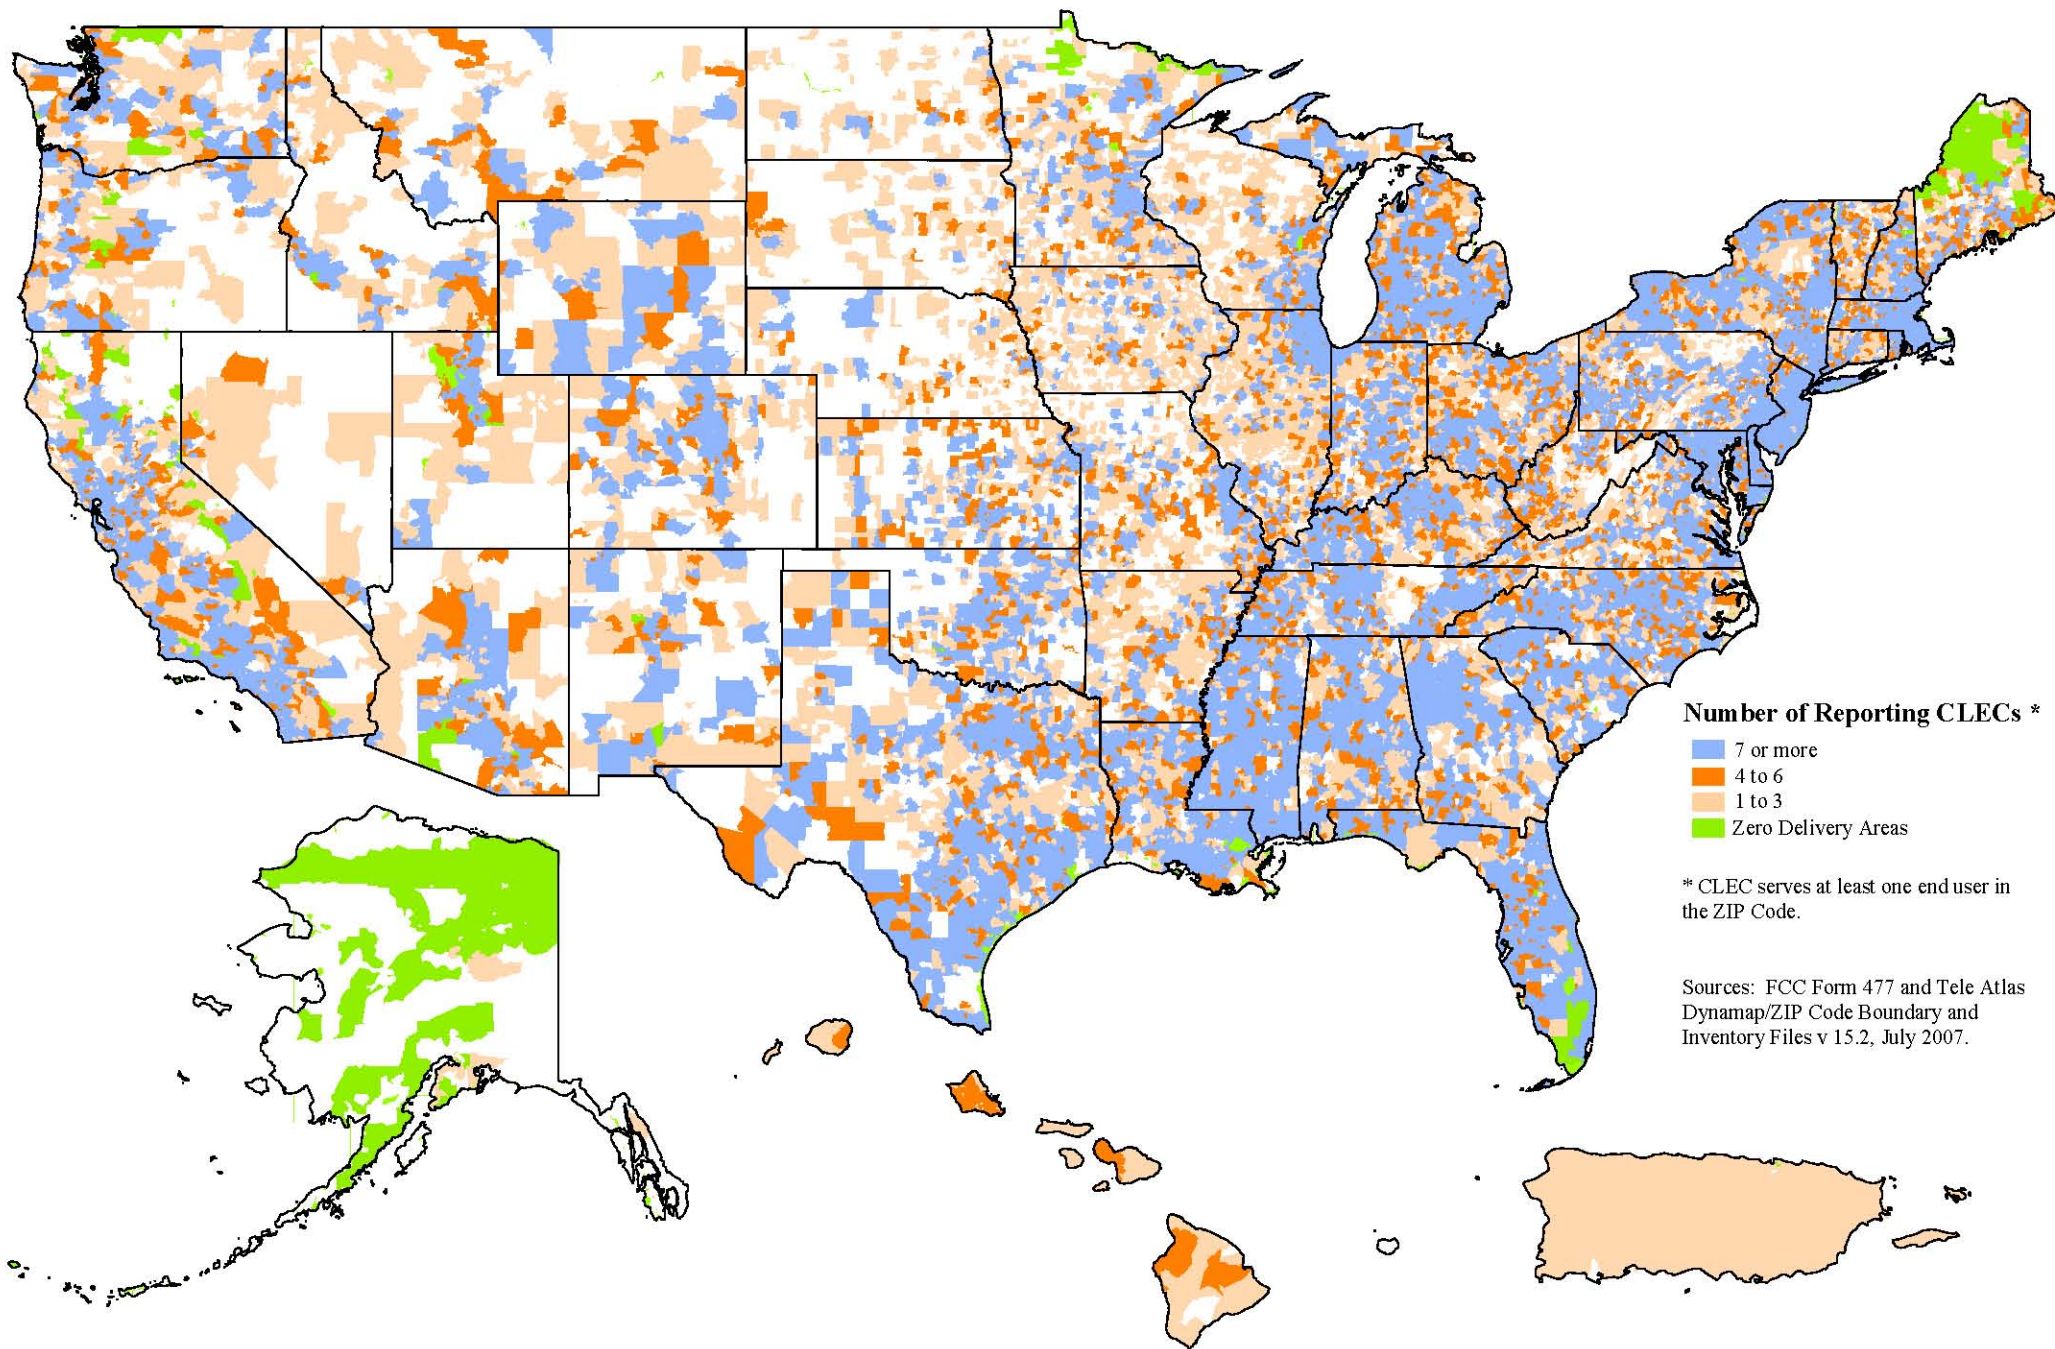 Number of Reporting CLECs *
7 or more
4 to 6
1 to 3
Zero Delivery Areas
* CLEC serves at least one end user in
the ZIP Code.
Sources: FCC Form 477 and Tele Atlas
Dynamap/ZIP Code Boundary and
Inventory Files v 15.2, July 2007.